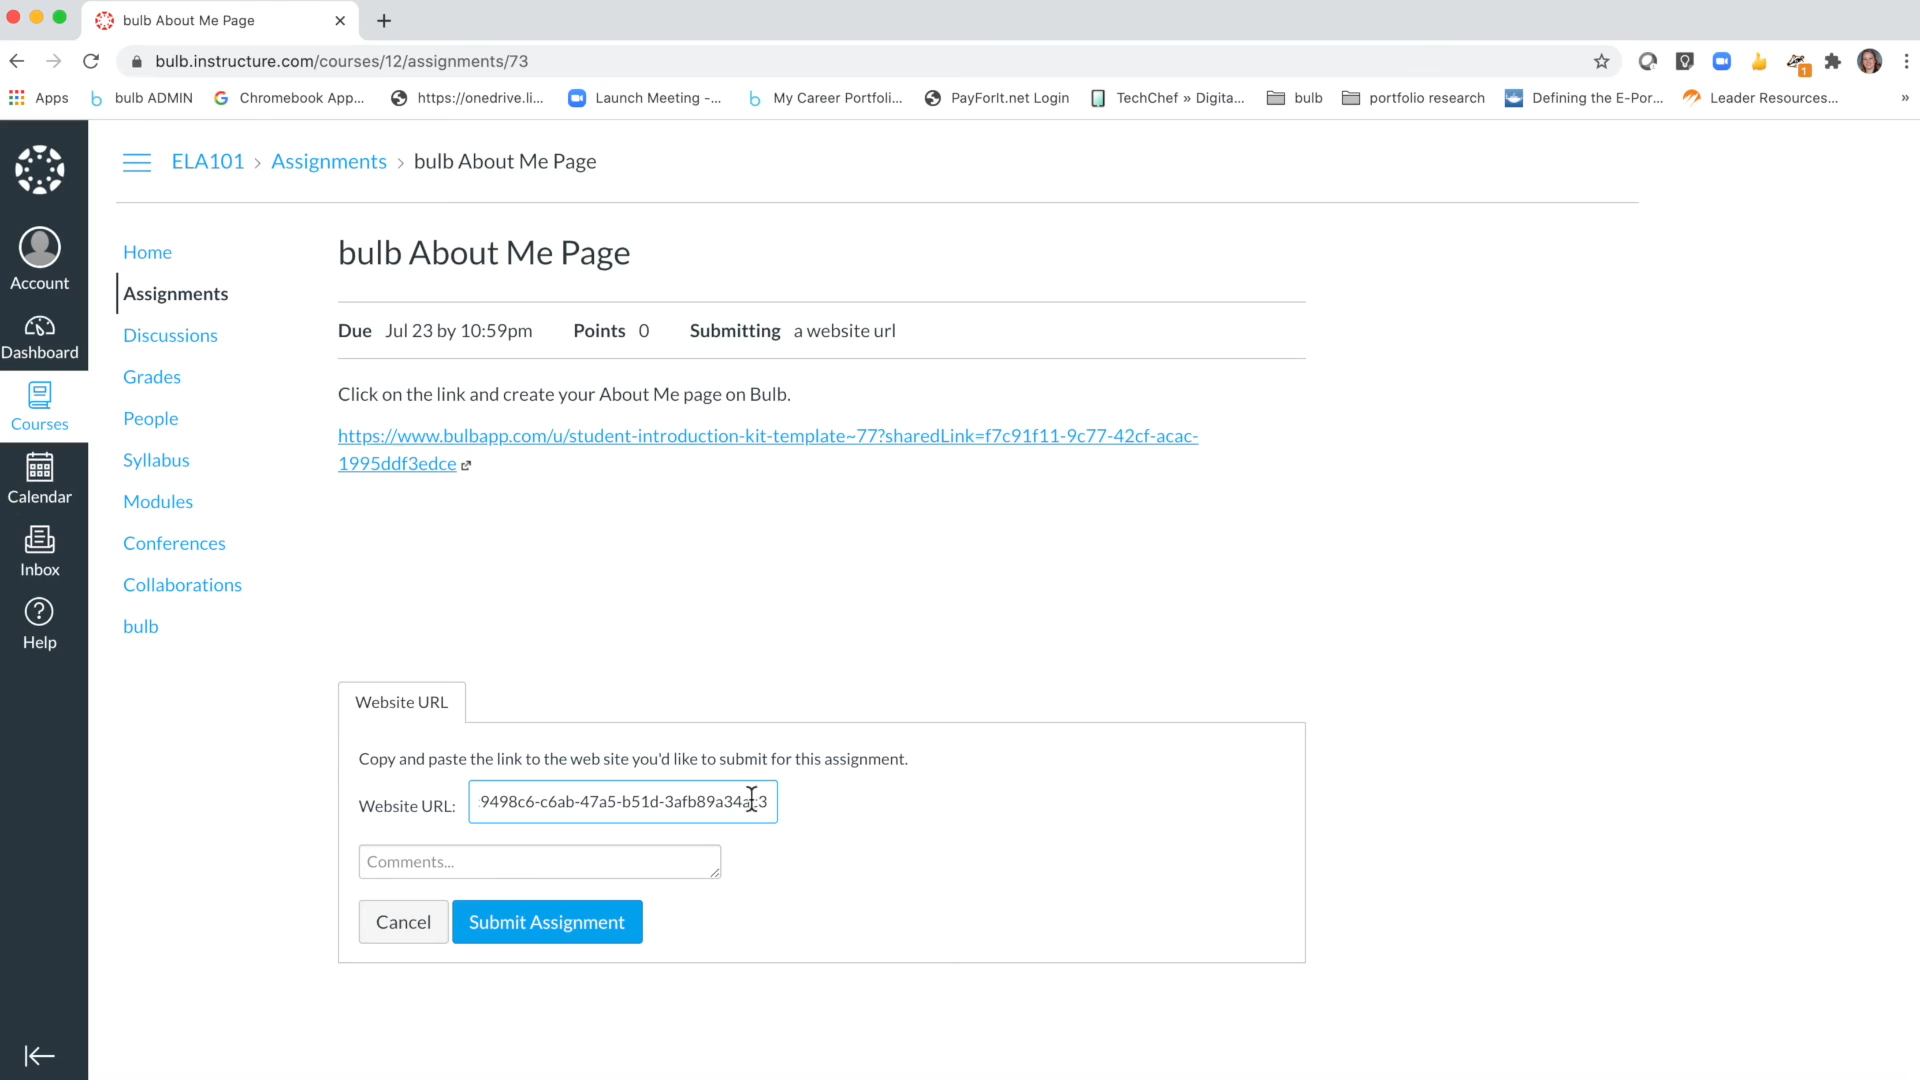 bulb About Me Page
bulb.instructure.com/courses/12/assignments/73
1
Apps
bulb ADMIN
Chromebook App...
https://onedrive.li...
Launch Meeting -...
My Career Portfoli...
PayForIt.net Login
TechChef » Digita...
bulb
portfolio research
Defining the E-Por...
Leader Resources...
»
ELA101 › Assignments › bulb About Me Page
Account
Dashboard
Courses
Calendar
Inbox
Help
Home
Assignments
Discussions
Grades
People
Syllabus
Modules
Conferences
Collaborations
bulb
bulb About Me Page
Due Jul 23 by 10:59pm Points 0 Submitting a website url
Click on the link and create your About Me page on Bulb.
https://www.bulbapp.com/u/student-introduction-kit-template~77?sharedLink=f7c91f11-9c77-42cf-acac-
1995ddf3edce
Website URL
Copy and paste the link to the web site you'd like to submit for this assignment.
Website URL:
Comments...
Cancel
Submit Assignment